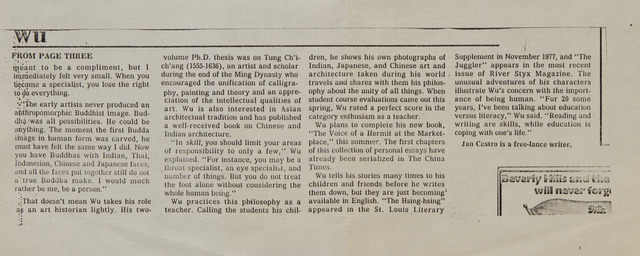 Wu
FROM PAGE THREE
meant to be a compliment, but I
immediately felt very small. When you
become a specialist, you lose the right
to do everything.
"The early artists never produced an
anthropomorphic Buddhist image. Bud-
dha was all possibilities. He could be
anything. The moment the first Budda
image in human form was carved, he
must have felt the same way I did. Now
you have Buddhas with Indian, Thai,
Indonesian, Chinese and Japanese faces,
and all the faces put together still do not
a true Buddha make. I would much
rather be me, be a person."
That doesn't mean Wu takes his role
as an art historian lightly. His two-
volume Ph.D. thesis was on Tung Ch'i-
ch'ang (1555-1636), an artist and scholar
during the end of the Ming Dynasty who
encouraged the unification of calligra-
phy, painting and theory and an appre-
ciation of the intellectual qualities of
art. Wu is also interested in Asian
architectural tradition and has published
a well-received book on Chinese and
Indian architecture.
"In skill, you should limit your areas
of responsibility to only a few," Wu
explained. "For instance, you may be a
throat specialist, an eye specialist, and
number of things. But you do not treat
the foot alone without considering the
whole human being."
Wu practices this philosophy as a
teacher. Calling the students his chil-
dren, he shows his own photographs of
Indian, Japanese, and Chinese art and
architecture taken during his world
travels and shares with them his philos-
ophy about the unity of all things. When
student course evaluations came out this
spring, Wu rated a perfect score in the
category enthusiasm as a teacher.
Wu plans to complete his new book,
"The Voice of a Hermit at the Market-
place," this summer. The first chapters
of this collection of personal essays have
already been serialized in The China
Times.
Wu tells his stories many times to his
children and friends before he writes
them down, but they are just becoming
available in English. "The Hsing-hsing"
appeared in the St. Louis Literary
Supplement in November 1977, and "The
Juggler" appears in the most recent
issue of River Styx Magazine. The
unusual adventures of his characters
illustrate Wu's concern with the import-
ance of being human. "For 20 some
years, I've been talking about education
versus literacy," Wu said. "Reading and
writing are skills, while education is
coping with one's life."
Jan Castro is a free-lance writer.
Beverly Hills and the
will never forg